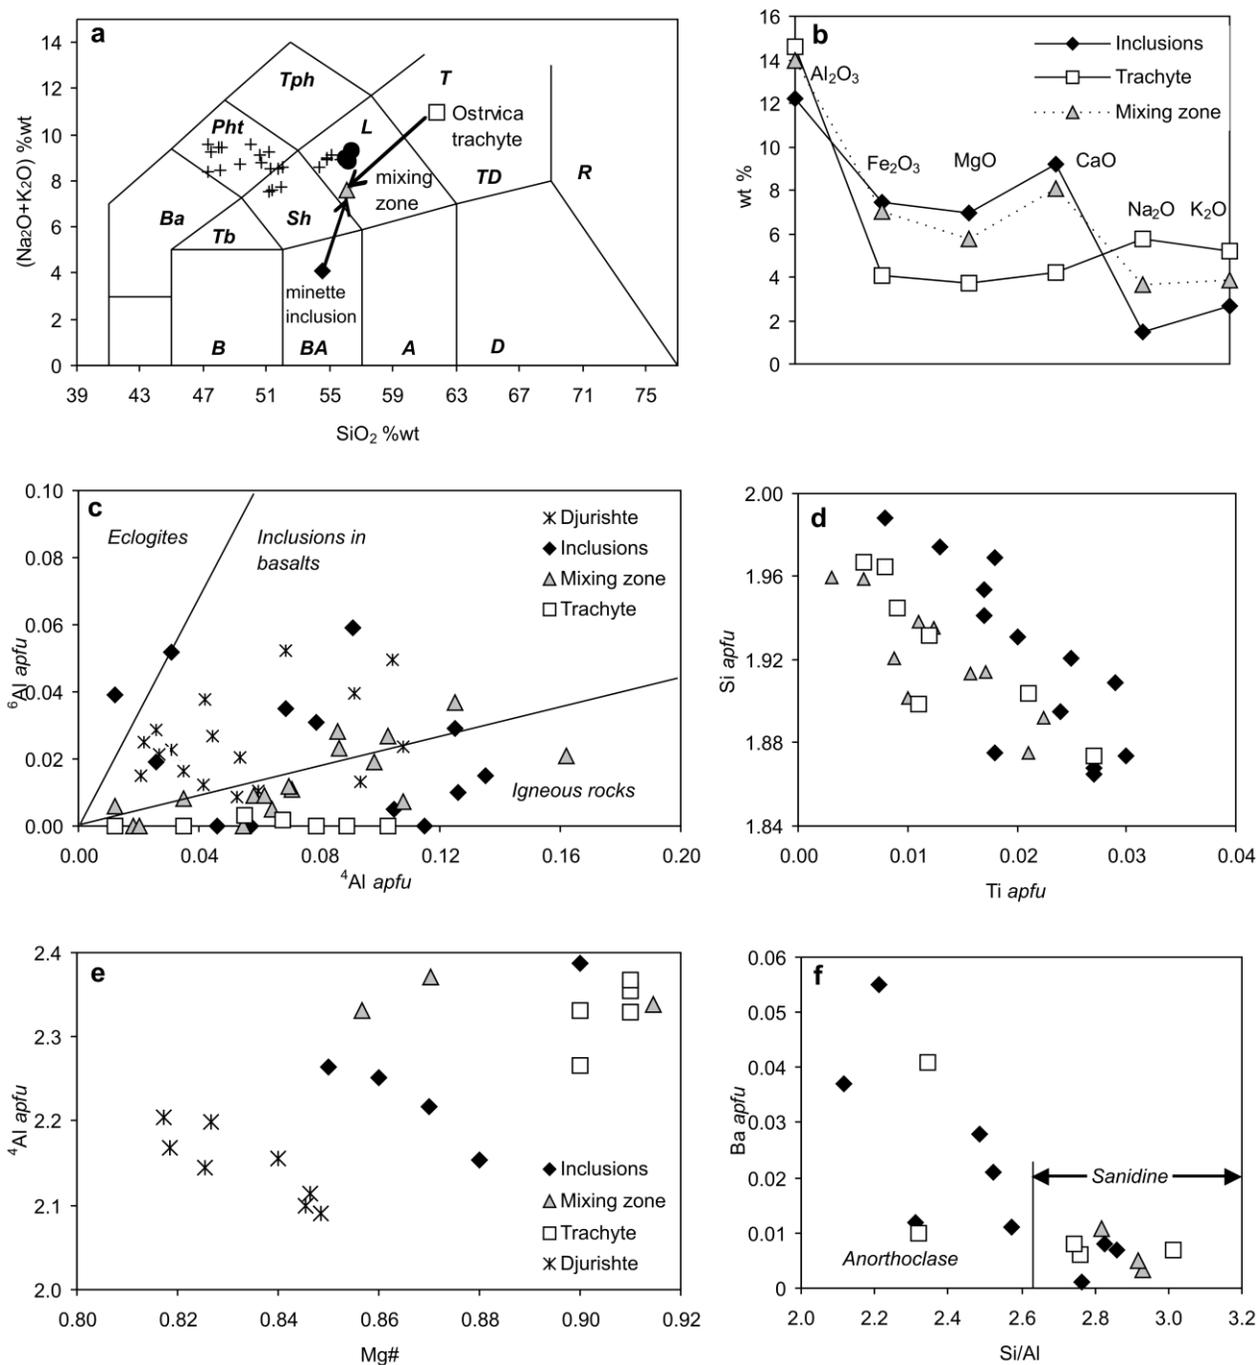 a
14
12
10
8
6
4
2
0
(Na2O+K2O) %wt
Tph
T
Pht
L
Ostrvica
trachyte
mixing
zone
TD
R
Ba
Sh
Tb
minette
inclusion
B
BA
A
D
39 43 47 51 55 59 63 67 71 75
SiO2 %wt
b
16
14
12
10
8
6
4
2
0
wt %
Inclusions
Trachyte
Mixing zone
Al2O3
Fe2O3 MgO CaO
Na2O K2O
c
0.10
0.08
0.06
0.04
0.02
0.00
6Al apfu
Eclogites
Inclusions in
basalts
Djurishte
Inclusions
Mixing zone
Trachyte
Igneous rocks
0.00 0.04 0.08 0.12 0.16 0.20
4Al apfu
d
2.00
1.96
1.92
1.88
1.84
Si apfu
0.00 0.01 0.02 0.03 0.04
Ti apfu
e
2.4
2.3
2.2
2.1
2.0
4Al apfu
Inclusions
Mixing zone
Trachyte
Djurishte
0.80 0.82 0.84 0.86 0.88 0.90 0.92
Mg#
f
0.06
0.05
0.04
0.03
0.02
0.01
0
Ba apfu
Sanidine
Anorthoclase
2.0 2.2 2.4 2.6 2.8 3.0 3.2
Si/Al